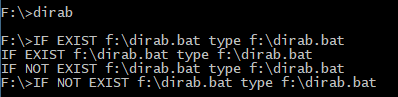 F:\>dirab
F:\>IF EXIST f:\dirab.bat type f:\dirab.bat
IF EXIST f:\dirab.bat type f:\dirab.bat
IF NOT EXIST f:\dirab.bat type f:\dirab.bat
F:\>IF NOT EXIST f:\dirab.bat type f:\dirab.bat